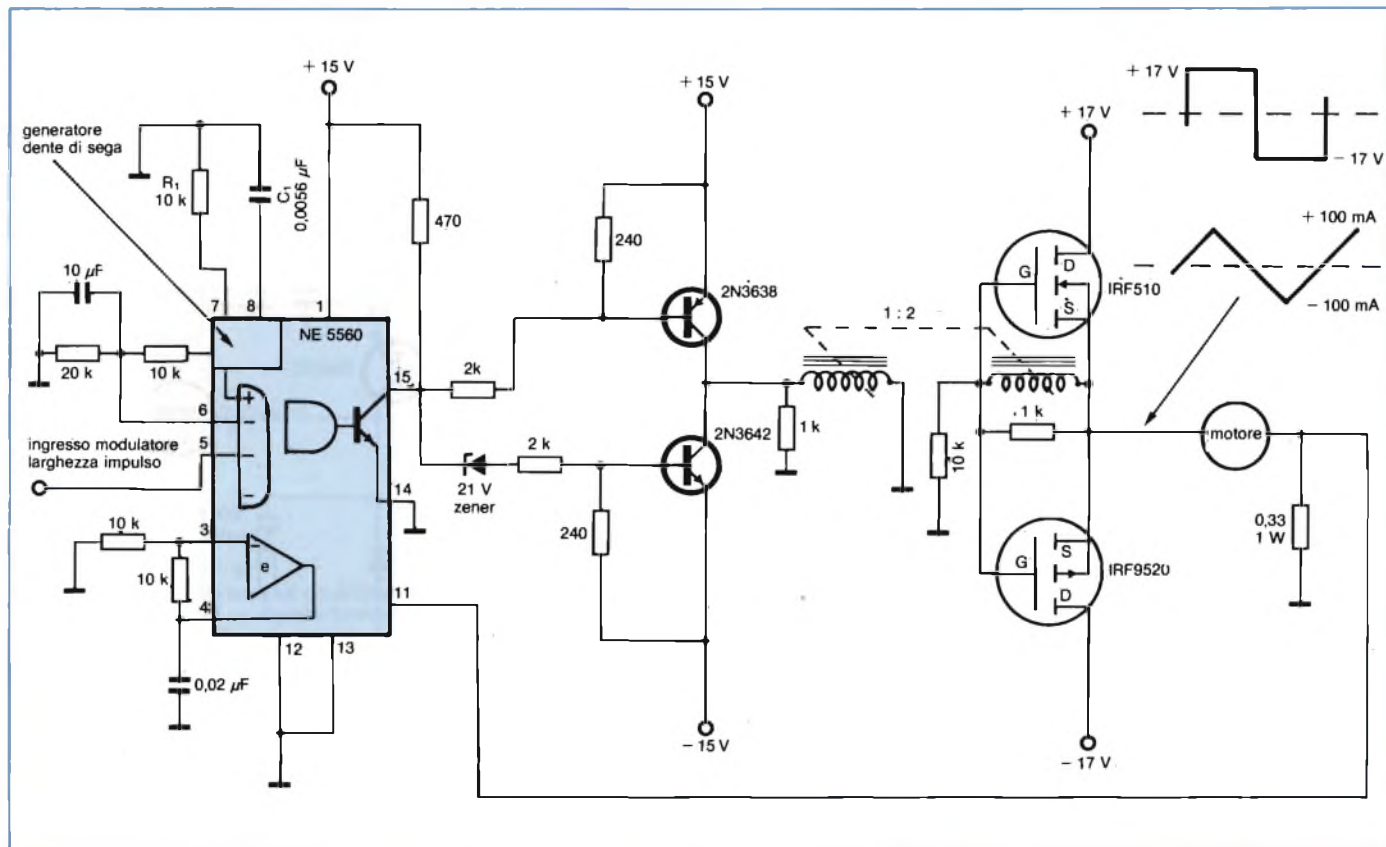 + 15 V
+ 15 V
+ 17 V
+ 17 V
- 17 V
generatore
dente di sega
R₁
10 k
C₁
0,0056 µF
470
240
+ 100 mA
- 100 mA
10 µF
7
8
1
NE 5560
2N3638
G
D
S
IRF510
1 : 2
20 k
10 k
15
2k
+
6
-
5
-
ingresso modulatore
larghezza impulso
-
2N3642
1 k
10 k
.1 k
motore
2 k
21 V
zener
14
240
0,33
1 W
10 k
3
-
e
10 k
4
11
G
S
D
IRF9520
12
13
0,02 µF
- 15 V
- 17 V